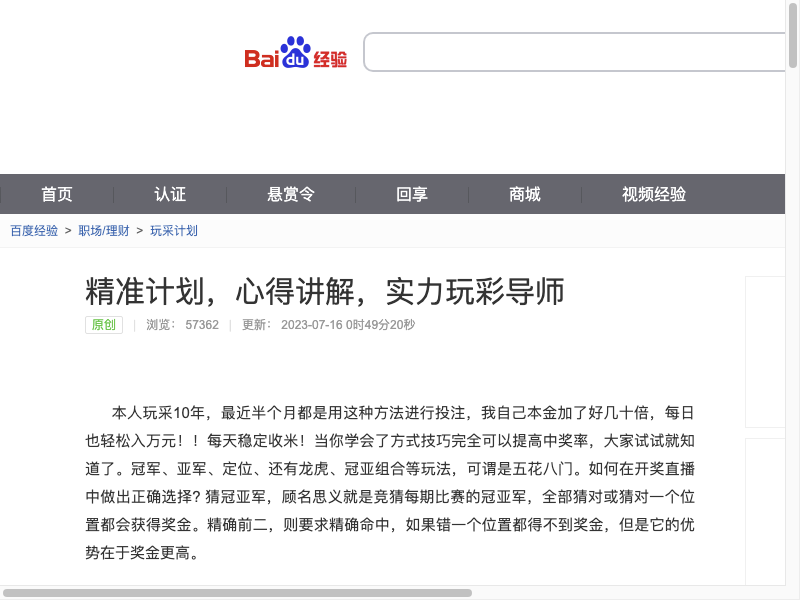 Baidu经验
首页 认证 悬赏令 回享 商城 视频经验
百度经验 > 职场/理财 > 玩采计划
精准计划，心得讲解，实力玩彩导师
原创 | 浏览： 57362 | 更新： 2023-07-16 0时49分20秒
本人玩采10年，最近半个月都是用这种方法进行投注，我自己本金加了好几十倍，每日
也轻松入万元！！每天稳定收米！当你学会了方式技巧完全可以提高中奖率，大家试试就知
道了。冠军、亚军、定位、还有龙虎、冠亚组合等玩法，可谓是五花八门。如何在开奖直播
中做出正确选择? 猜冠亚军，顾名思义就是竞猜每期比赛的冠亚军，全部猜对或猜对一个位
置都会获得奖金。精确前二，则要求精确命中，如果错一个位置都得不到奖金，但是它的优
势在于奖金更高。